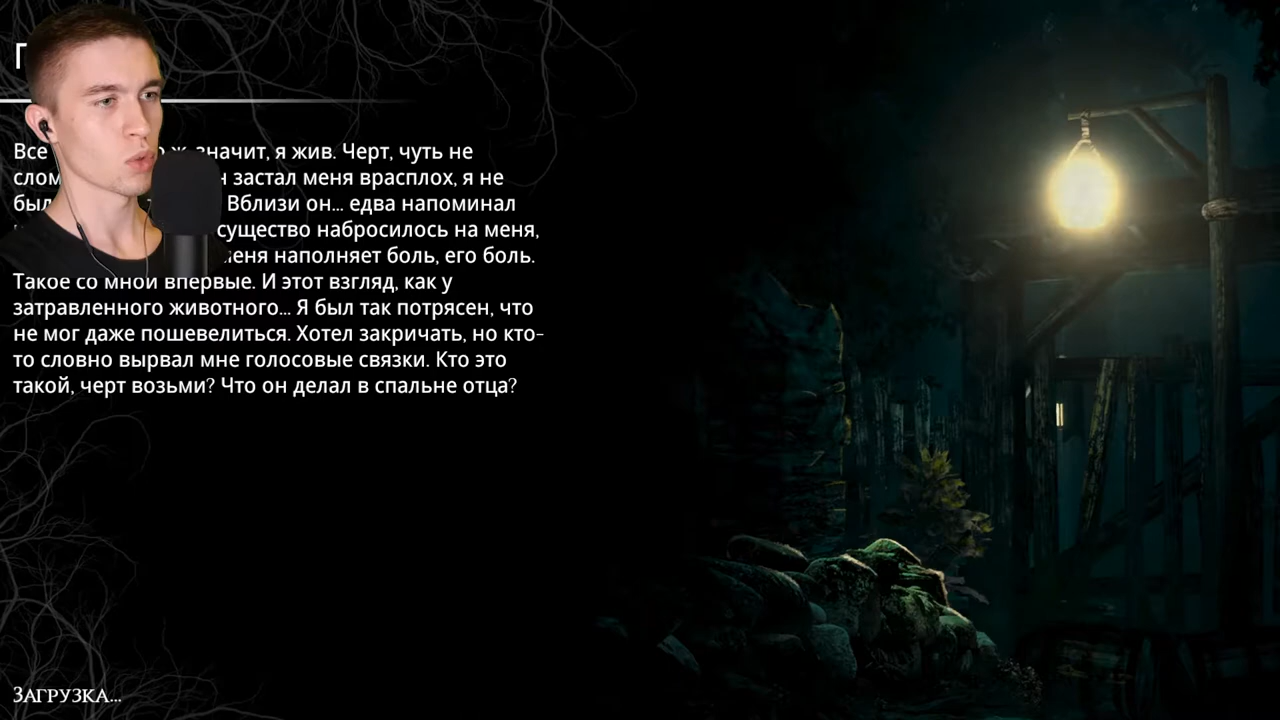 Все значит, я жив. Черт, чуть не
застал меня врасплох, я не
Вблизи он... едва напоминал
существо набросилось на меня,
наполняет боль, его боль.
Такое со мной впервые. И этот взгляд, как у
затравленного животного... Я был так потрясен, что
не мог даже пошевелиться. Хотел закричать, но кто-
то словно вырвал мне голосовые связки. Кто это
такой, черт возьми? Что он делал в спальне отца?
Загрузка...